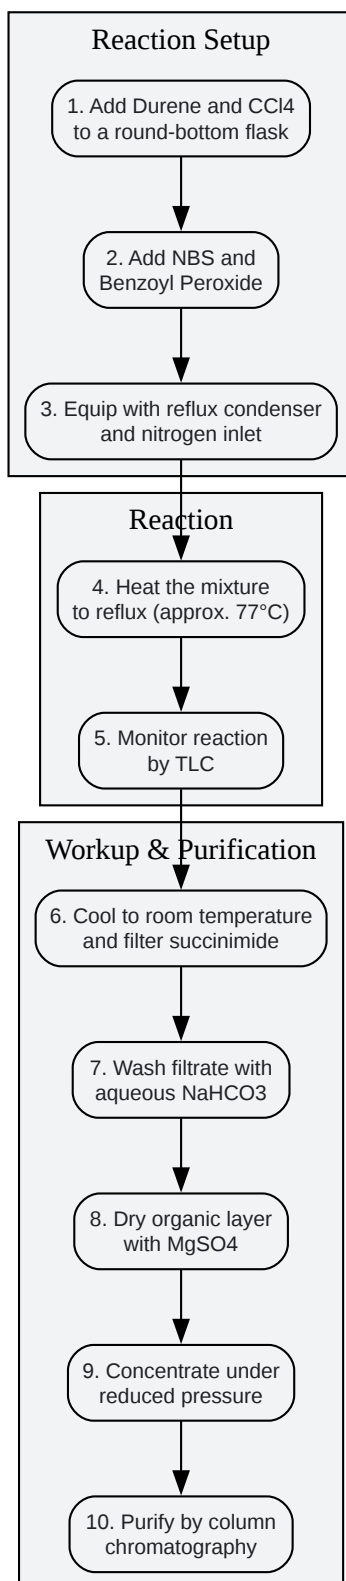 Reaction Setup
1. Add Durene and CCl4
to a round-bottom flask
2. Add NBS and
Benzoyl Peroxide
3. Equip with reflux condenser
and nitrogen inlet
Reaction
4. Heat the mixture
to reflux (approx. 77°C)
5. Monitor reaction
by TLC
Workup & Purification
6. Cool to room temperature
and filter succinimide
7. Wash filtrate with
aqueous NaHCO3
8. Dry organic layer
with MgSO4
9. Concentrate under
reduced pressure
10. Purify by column
chromatography